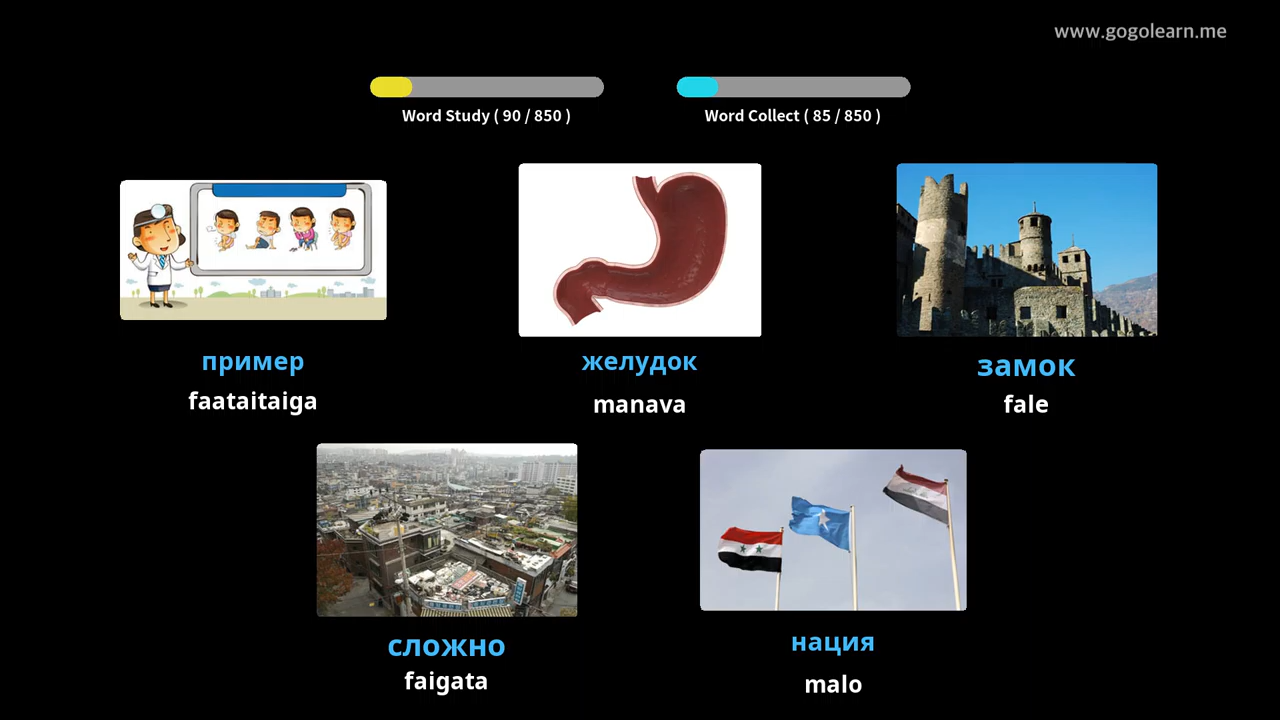 www.gogolearn.me
Word Study ( 90 / 850 )
Word Collect ( 85 / 850 )
пример
faataitaiga
желудок
manava
замок
fale
сложно
faigata
нация
malo